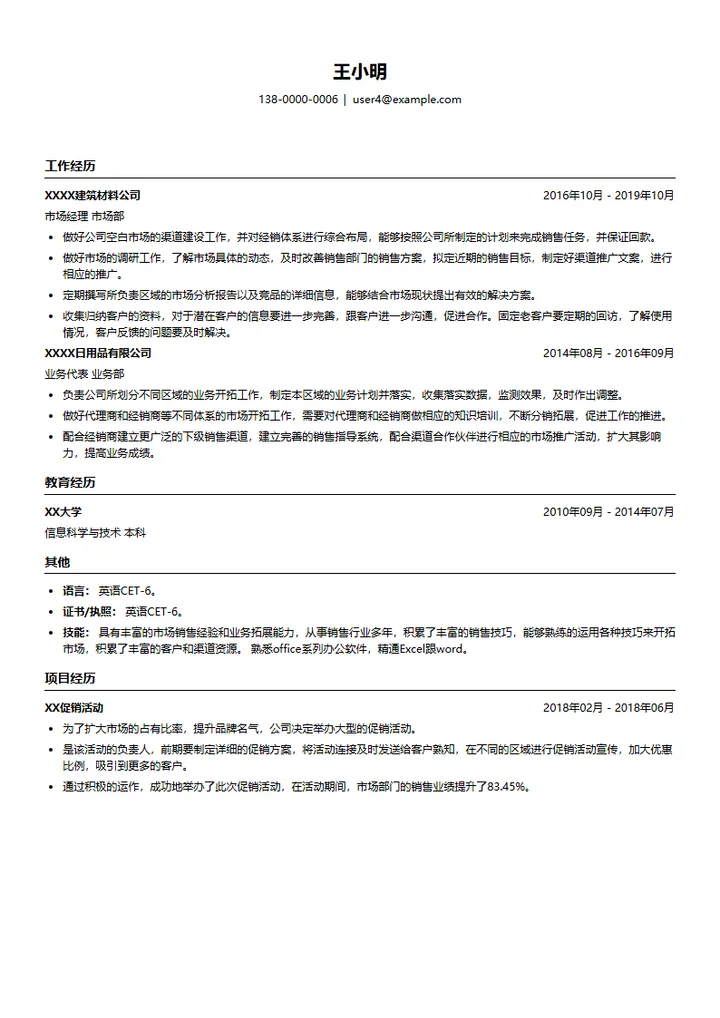 王小明
138-0000-0006 | user4@example.com
工作经历
XXXX建筑材料公司 2016年10月 - 2019年10月
市场经理 市场部
• 做好公司空白市场的渠道建设工作，并对经销体系进行综合布局，能够按照公司所制定的计划来完成销售任务，并保证回款。
• 做好市场的调研工作，了解市场具体的动态，及时改善销售部门的销售方案，拟定近期的销售目标，制定好渠道推广文案，进行
相应的推广。
• 定期撰写所负责区域的市场分析报告以及竞品的详细信息，能够结合市场现状提出有效的解决方案。
• 收集归纳客户的资料，对于潜在客户的信息要进一步完善，跟客户进一步沟通，促进合作。固定老客户要定期的回访，了解使用
情况，客户反馈的问题要及时解决。
XXXX日用品有限公司 2014年08月 - 2016年09月
业务代表 业务部
• 负责公司所划分不同区域的业务开拓工作，制定本区域的业务计划并落实，收集落实数据，监测效果，及时作出调整。
• 做好代理商和经销商等不同体系的市场开拓工作，需要对代理商和经销商做相应的知识培训，不断分销拓展，促进工作的推进。
• 配合经销商建立更广泛的下级销售渠道，建立完善的销售指导系统，配合渠道合作伙伴进行相应的市场推广活动，扩大其影响
力，提高业务成绩。
教育经历
XX大学 2010年09月 - 2014年07月
信息科学与技术 本科
其他
• 语言： 英语CET-6。
• 证书/执照： 英语CET-6。
• 技能： 具有丰富的市场销售经验和业务拓展能力，从事销售行业多年，积累了丰富的销售技巧，能够熟练的运用各种技巧来开拓
市场，积累了丰富的客户和渠道资源。 熟悉office系列办公软件，精通Excel跟word。
项目经历
XX促销活动 2018年02月 - 2018年06月
• 为了扩大市场的占有比率，提升品牌名气，公司决定举办大型的促销活动。
• 是该活动的负责人，前期要制定详细的促销方案，将活动连接及时发送给客户熟知，在不同的区域进行促销活动宣传，加大优惠
比例，吸引到更多的客户。
• 通过积极的运作，成功地举办了此次促销活动，在活动期间，市场部门的销售业绩提升了83.45%。